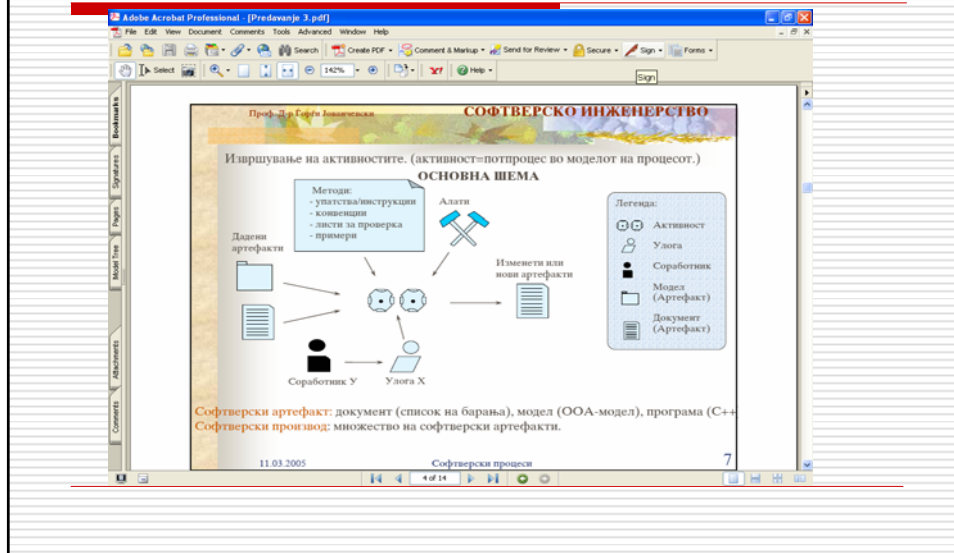 Adobe Acrobat Professional - [Predavanje 3.pdf]
File Edit View Document Comments Tools Advanced Window Help
Search Create PDF Comment & Markup Send for Review Secure Sign Forms
Select 142% Y! Help
Sign
Bookmarks
Signatures
Pages
Model Tree
Attachments
Comments
Проф. Д-р Ѓорѓи Јованчевски СОФТВЕРСКО ИНЖЕНЕРСТВО
Извршување на активностите. (активност=потпроцес во моделот на процесот.)
ОСНОВНА ШЕМА
Методи:
- упатства/инструкции
- конвенции
- листи за проверка
- примери
Алати
Дадени
артефакти
Изменети или
нови артефакти
Соработник У
Улога X
Легенда:
Активност
Улога
Соработник
Модел
(Артефакт)
Документ
(Артефакт)
Софтверски артефакт: документ (список на барања), модел (ООА-модел), програма (C++
Софтверски производ: множество на софтверски артефакти.
11.03.2005 Софтверски процеси 7
4 of 14